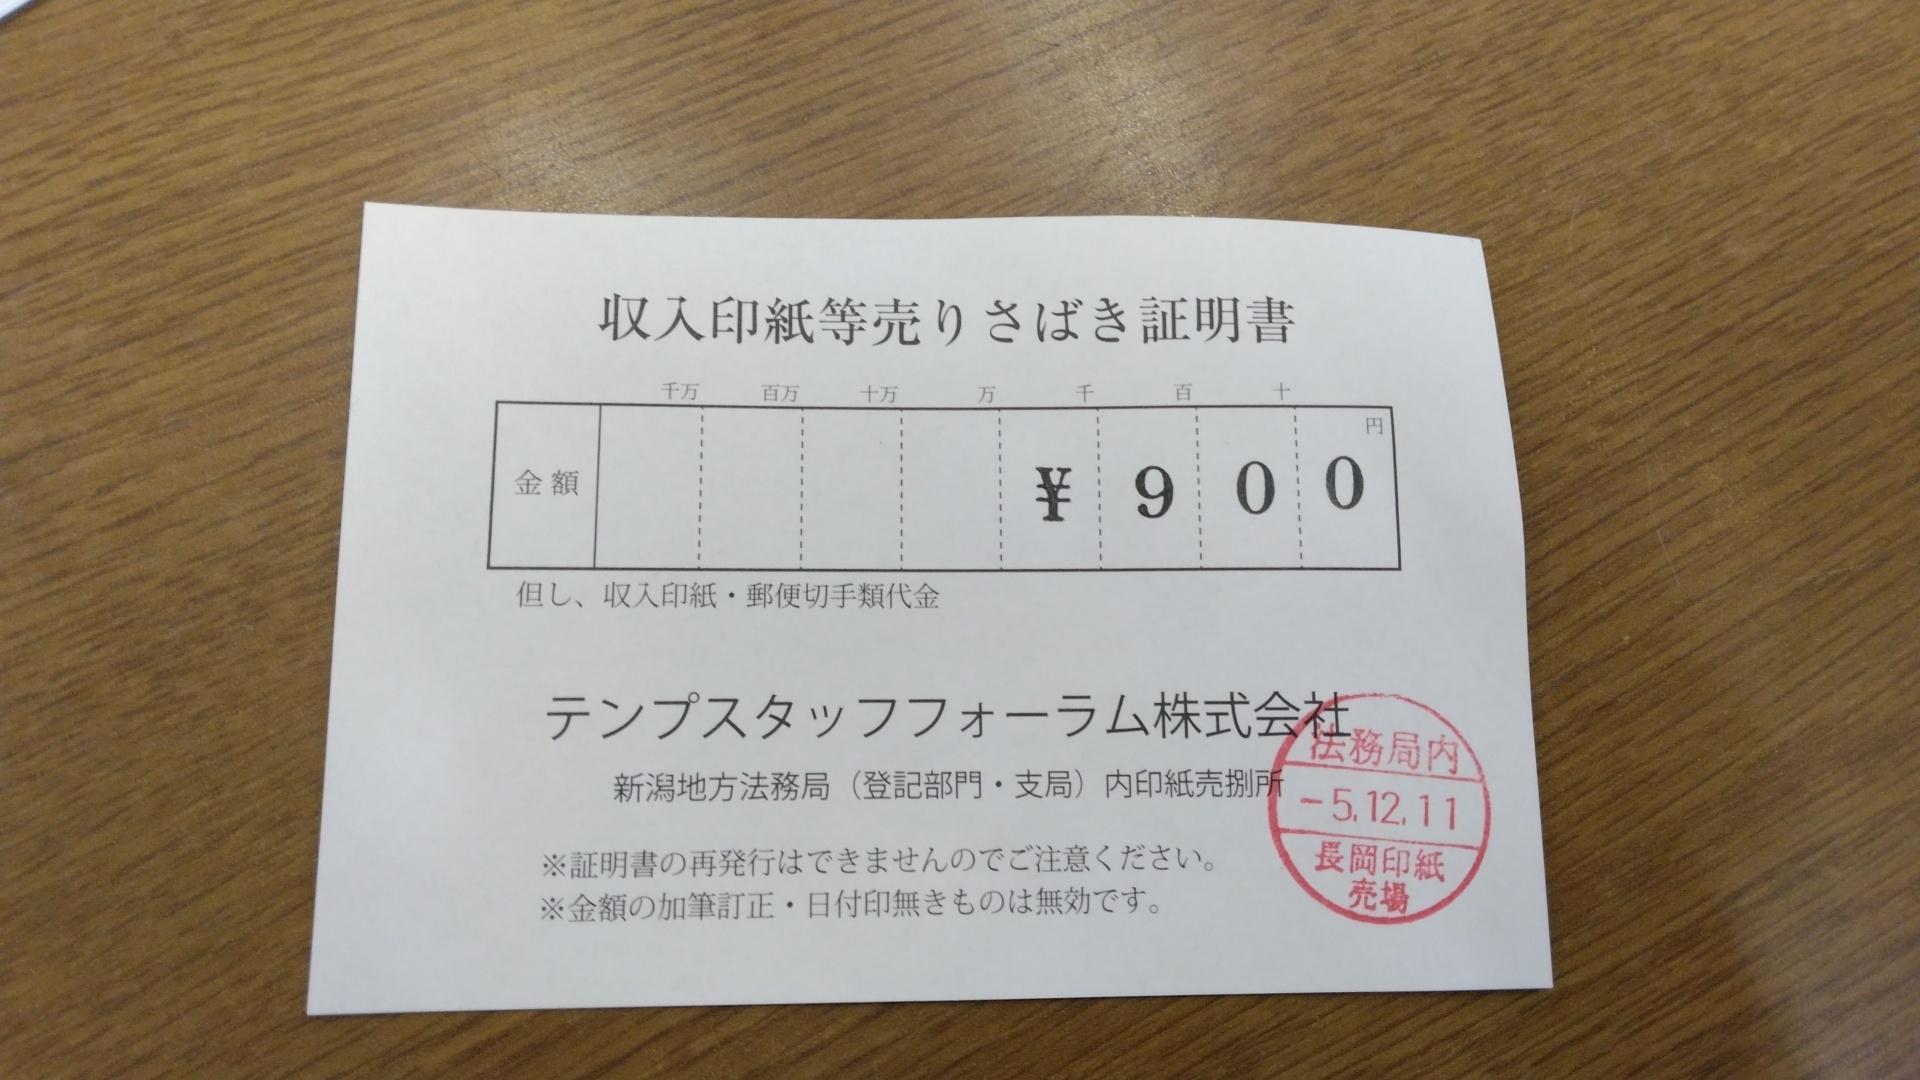 収入印紙等売りさばき証明書
千万 百万 十万 万 千 百 十
円
金額 ¥900
但し、収入印紙・郵便切手類代金
テンプスタッフフォーラム株式会社
新潟地方法務局（登記部門・支局）内印紙売捌所
法務局内
-5.12.11
長岡印紙
売場
※証明書の再発行はできませんのでご注意ください。
※金額の加筆訂正・日付印無きものは無効です。